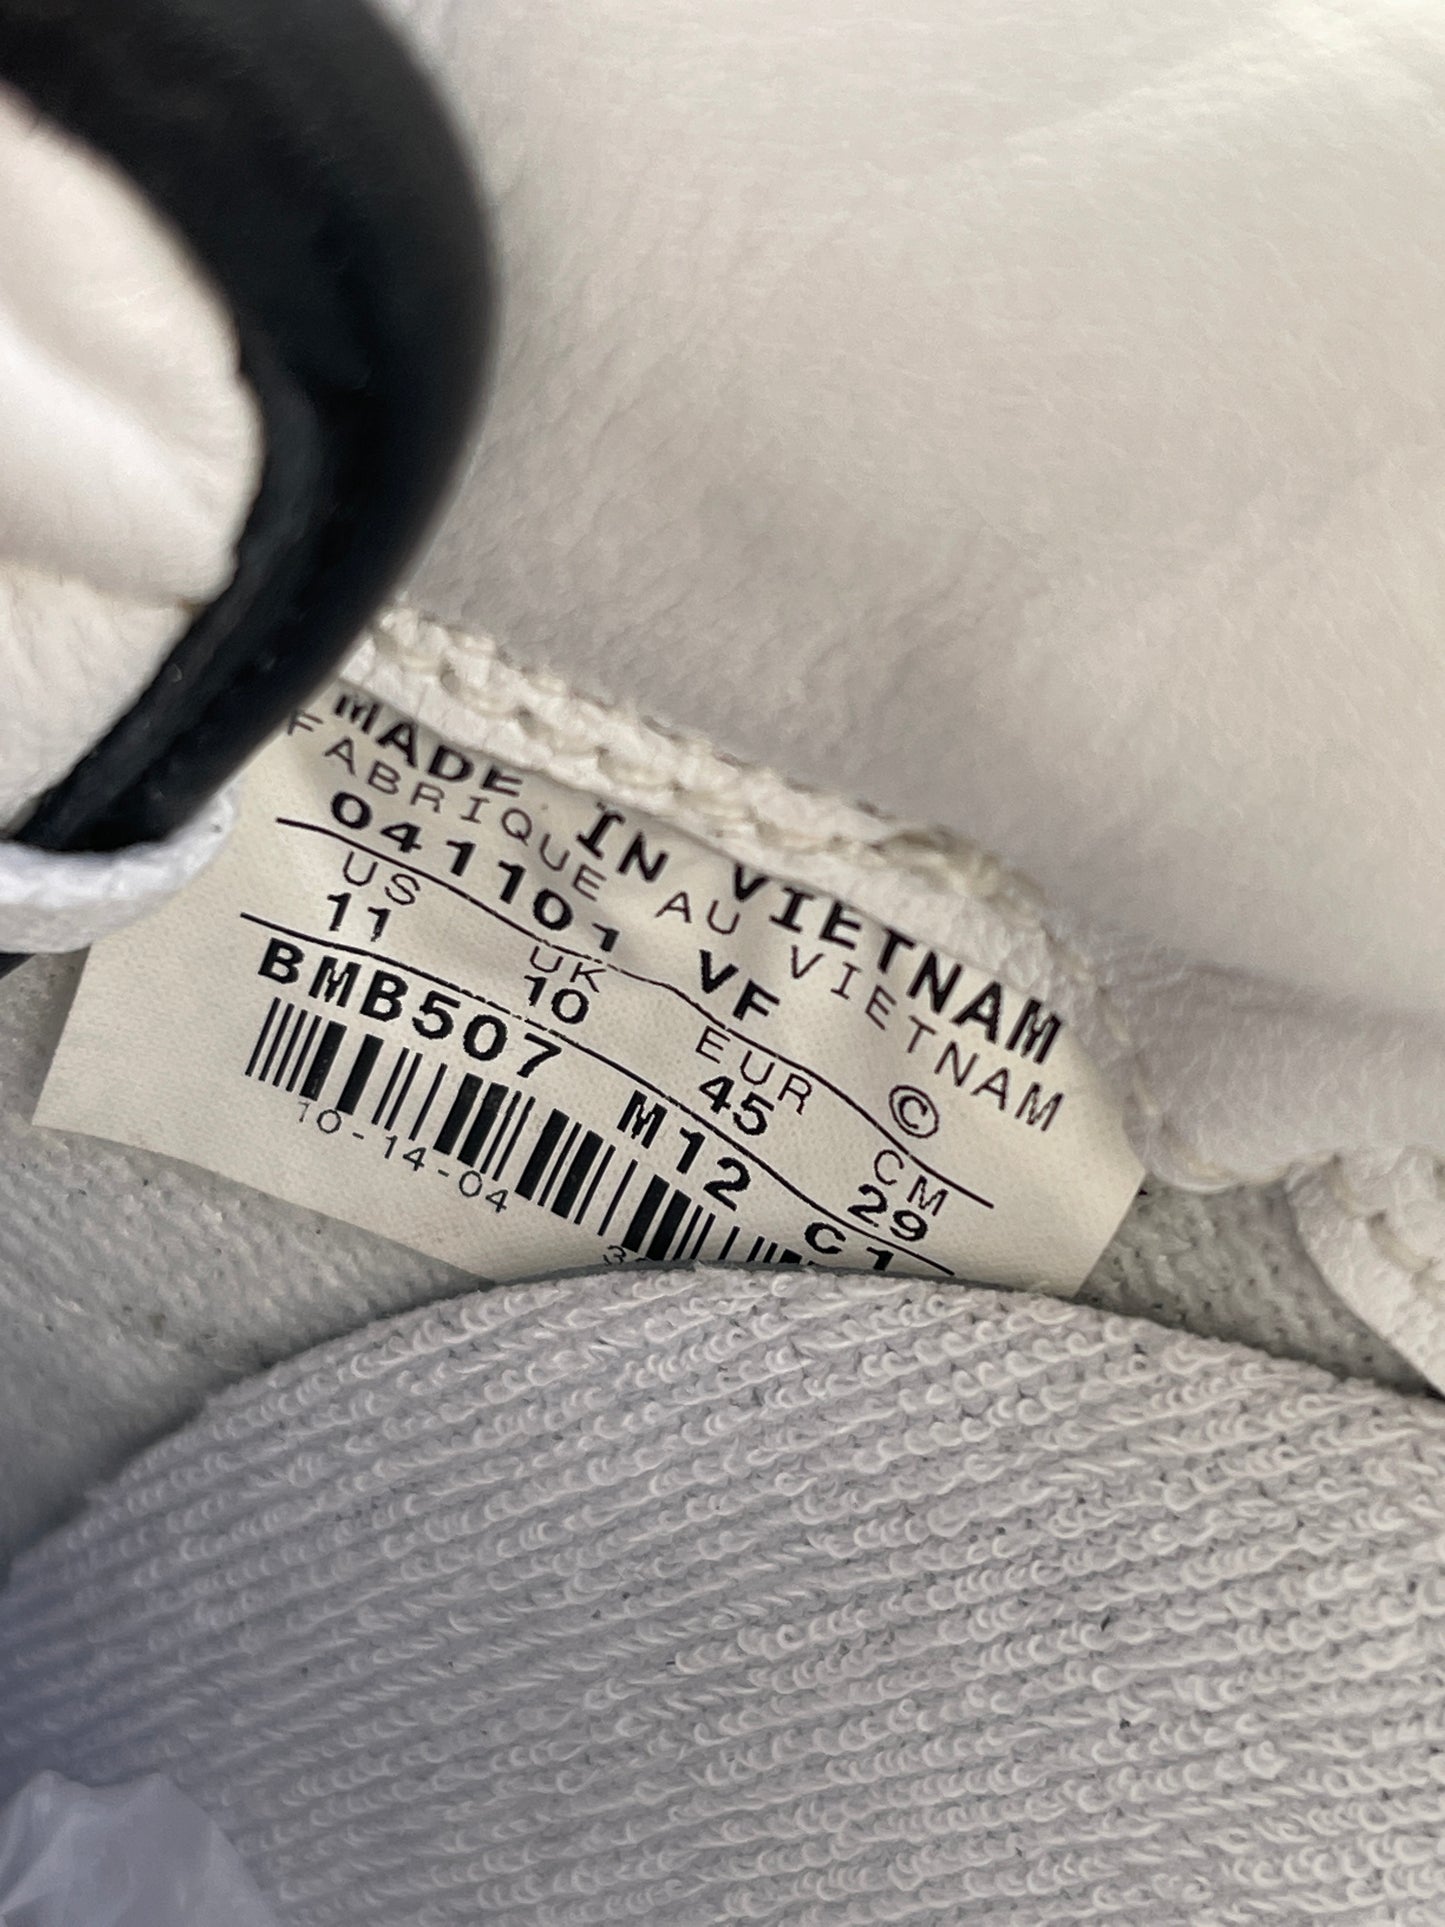 MADE IN VIETNAM
FABRIQUE AU VIETNAM
041101 VF ©
US UK EUR CM
11 10 45 29
BMB507 M12 C1
10-14-04